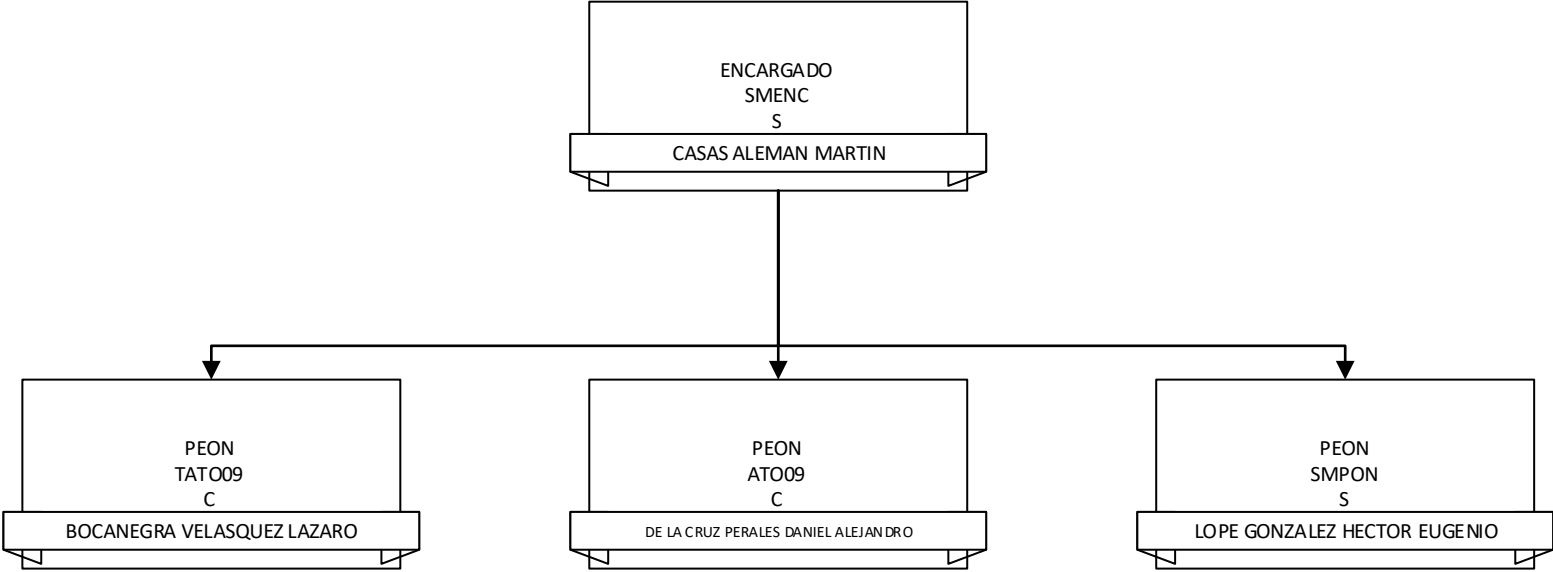 ENCARGADO
SMENC
S
CASAS ALEMAN MARTIN
PEON
TATO09
C
BOCANEGRA VELASQUEZ LAZARO
PEON
ATO09
C
DE LA CRUZ PERALES DANIEL ALEJANDRO
PEON
SMPON
S
LOPE GONZALEZ HECTOR EUGENIO